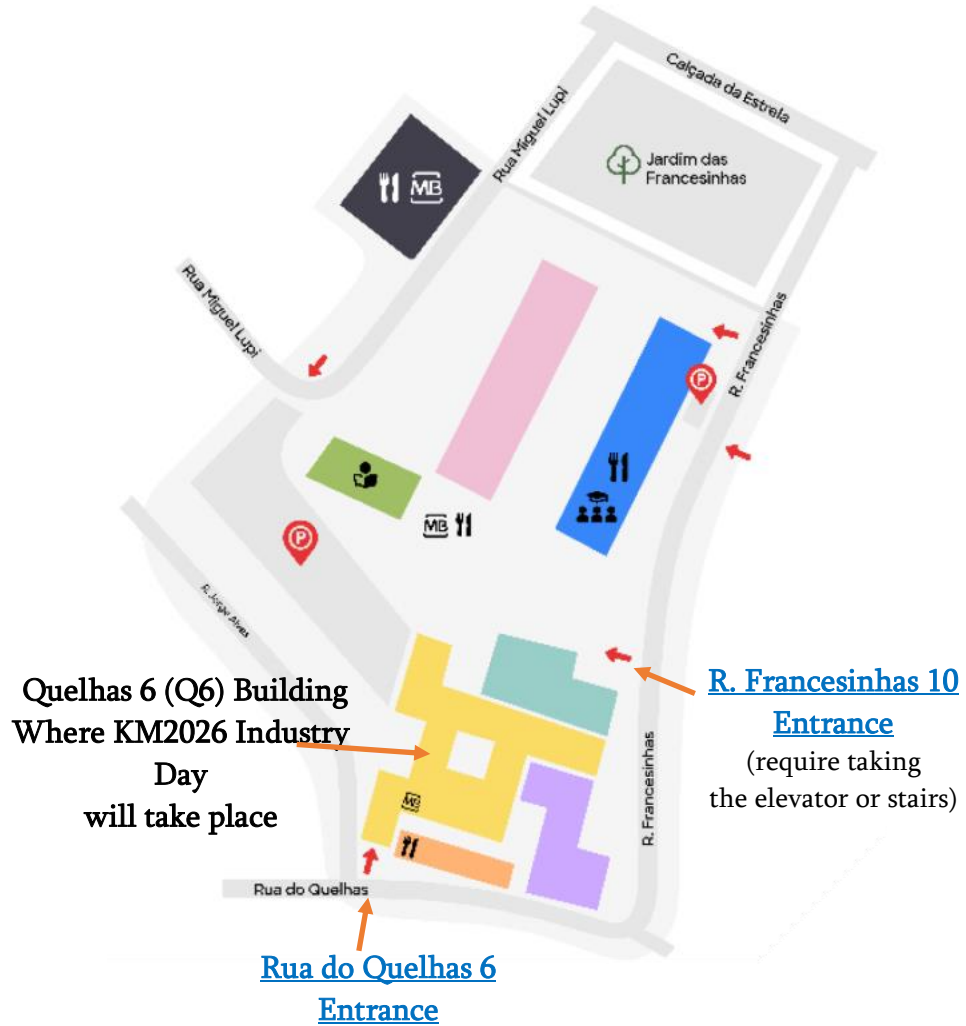 Calçada da Estrela
Rua Miguel Lupi
MB
Jardim das
Francesinhas
Rua Miguel Lupi
R. Francesinhas
P
MB
P
R. Jorge Alves
Quelhas 6 (Q6) Building
Where KM2026 Industry
Day
will take place
R. Francesinhas 10
Entrance
(require taking
the elevator or stairs)
R. Francesinhas
MB
Rua do Quelhas
Rua do Quelhas 6
Entrance